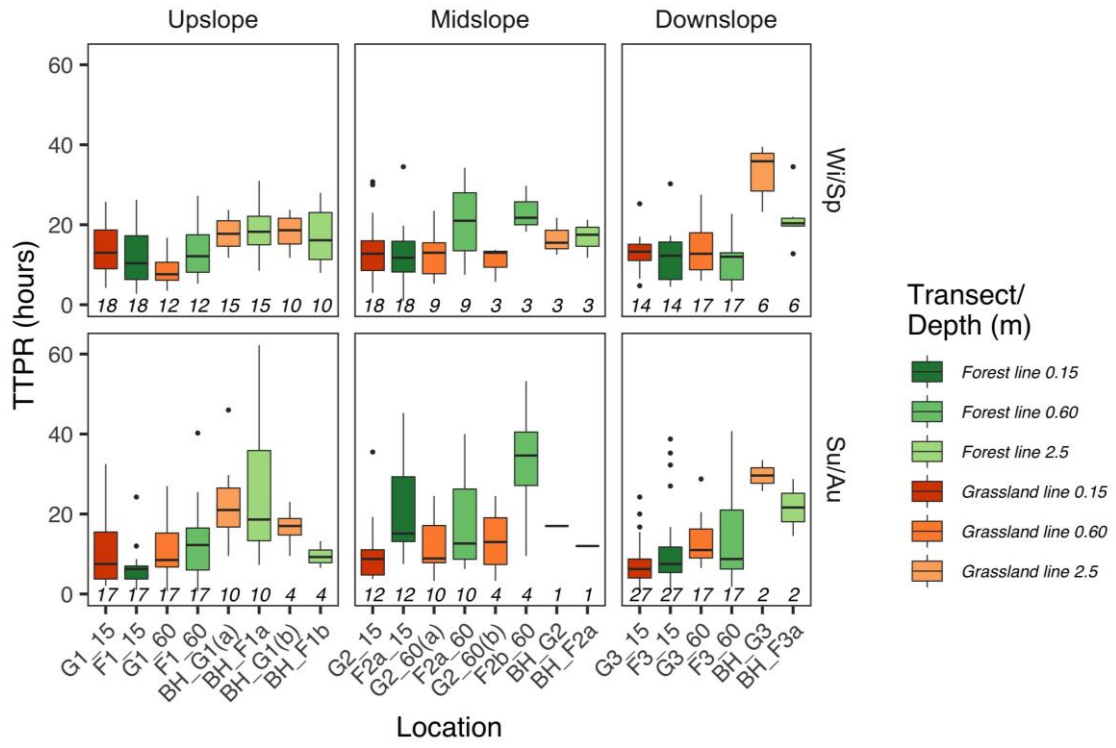 Upslope Midslope Downslope
60
40
20
0
18 18 12 12 15 15 10 10
18 18 9 9 3 3 3 3
14 14 17 17 6 6
Wi/Sp
TTPR (hours)
60
40
20
0
17 17 17 17 10 10 4 4
12 12 10 10 4 4 1 1
27 27 17 17 2 2
Su/Au
G1_15
F1_15
G1_60
F1_60
BH_G1(a)
BH_F1a
BH_G1(b)
BH_F1b
G2_15
F2a_15
G2_60(a)
F2a_60
G2_60(b)
F2b_60
BH_G2
BH_F2a
G3_15
F3_15
G3_60
F3_60
BH_G3
BH_F3a
Location
Transect/
Depth (m)
Forest line 0.15
Forest line 0.60
Forest line 2.5
Grassland line 0.15
Grassland line 0.60
Grassland line 2.5